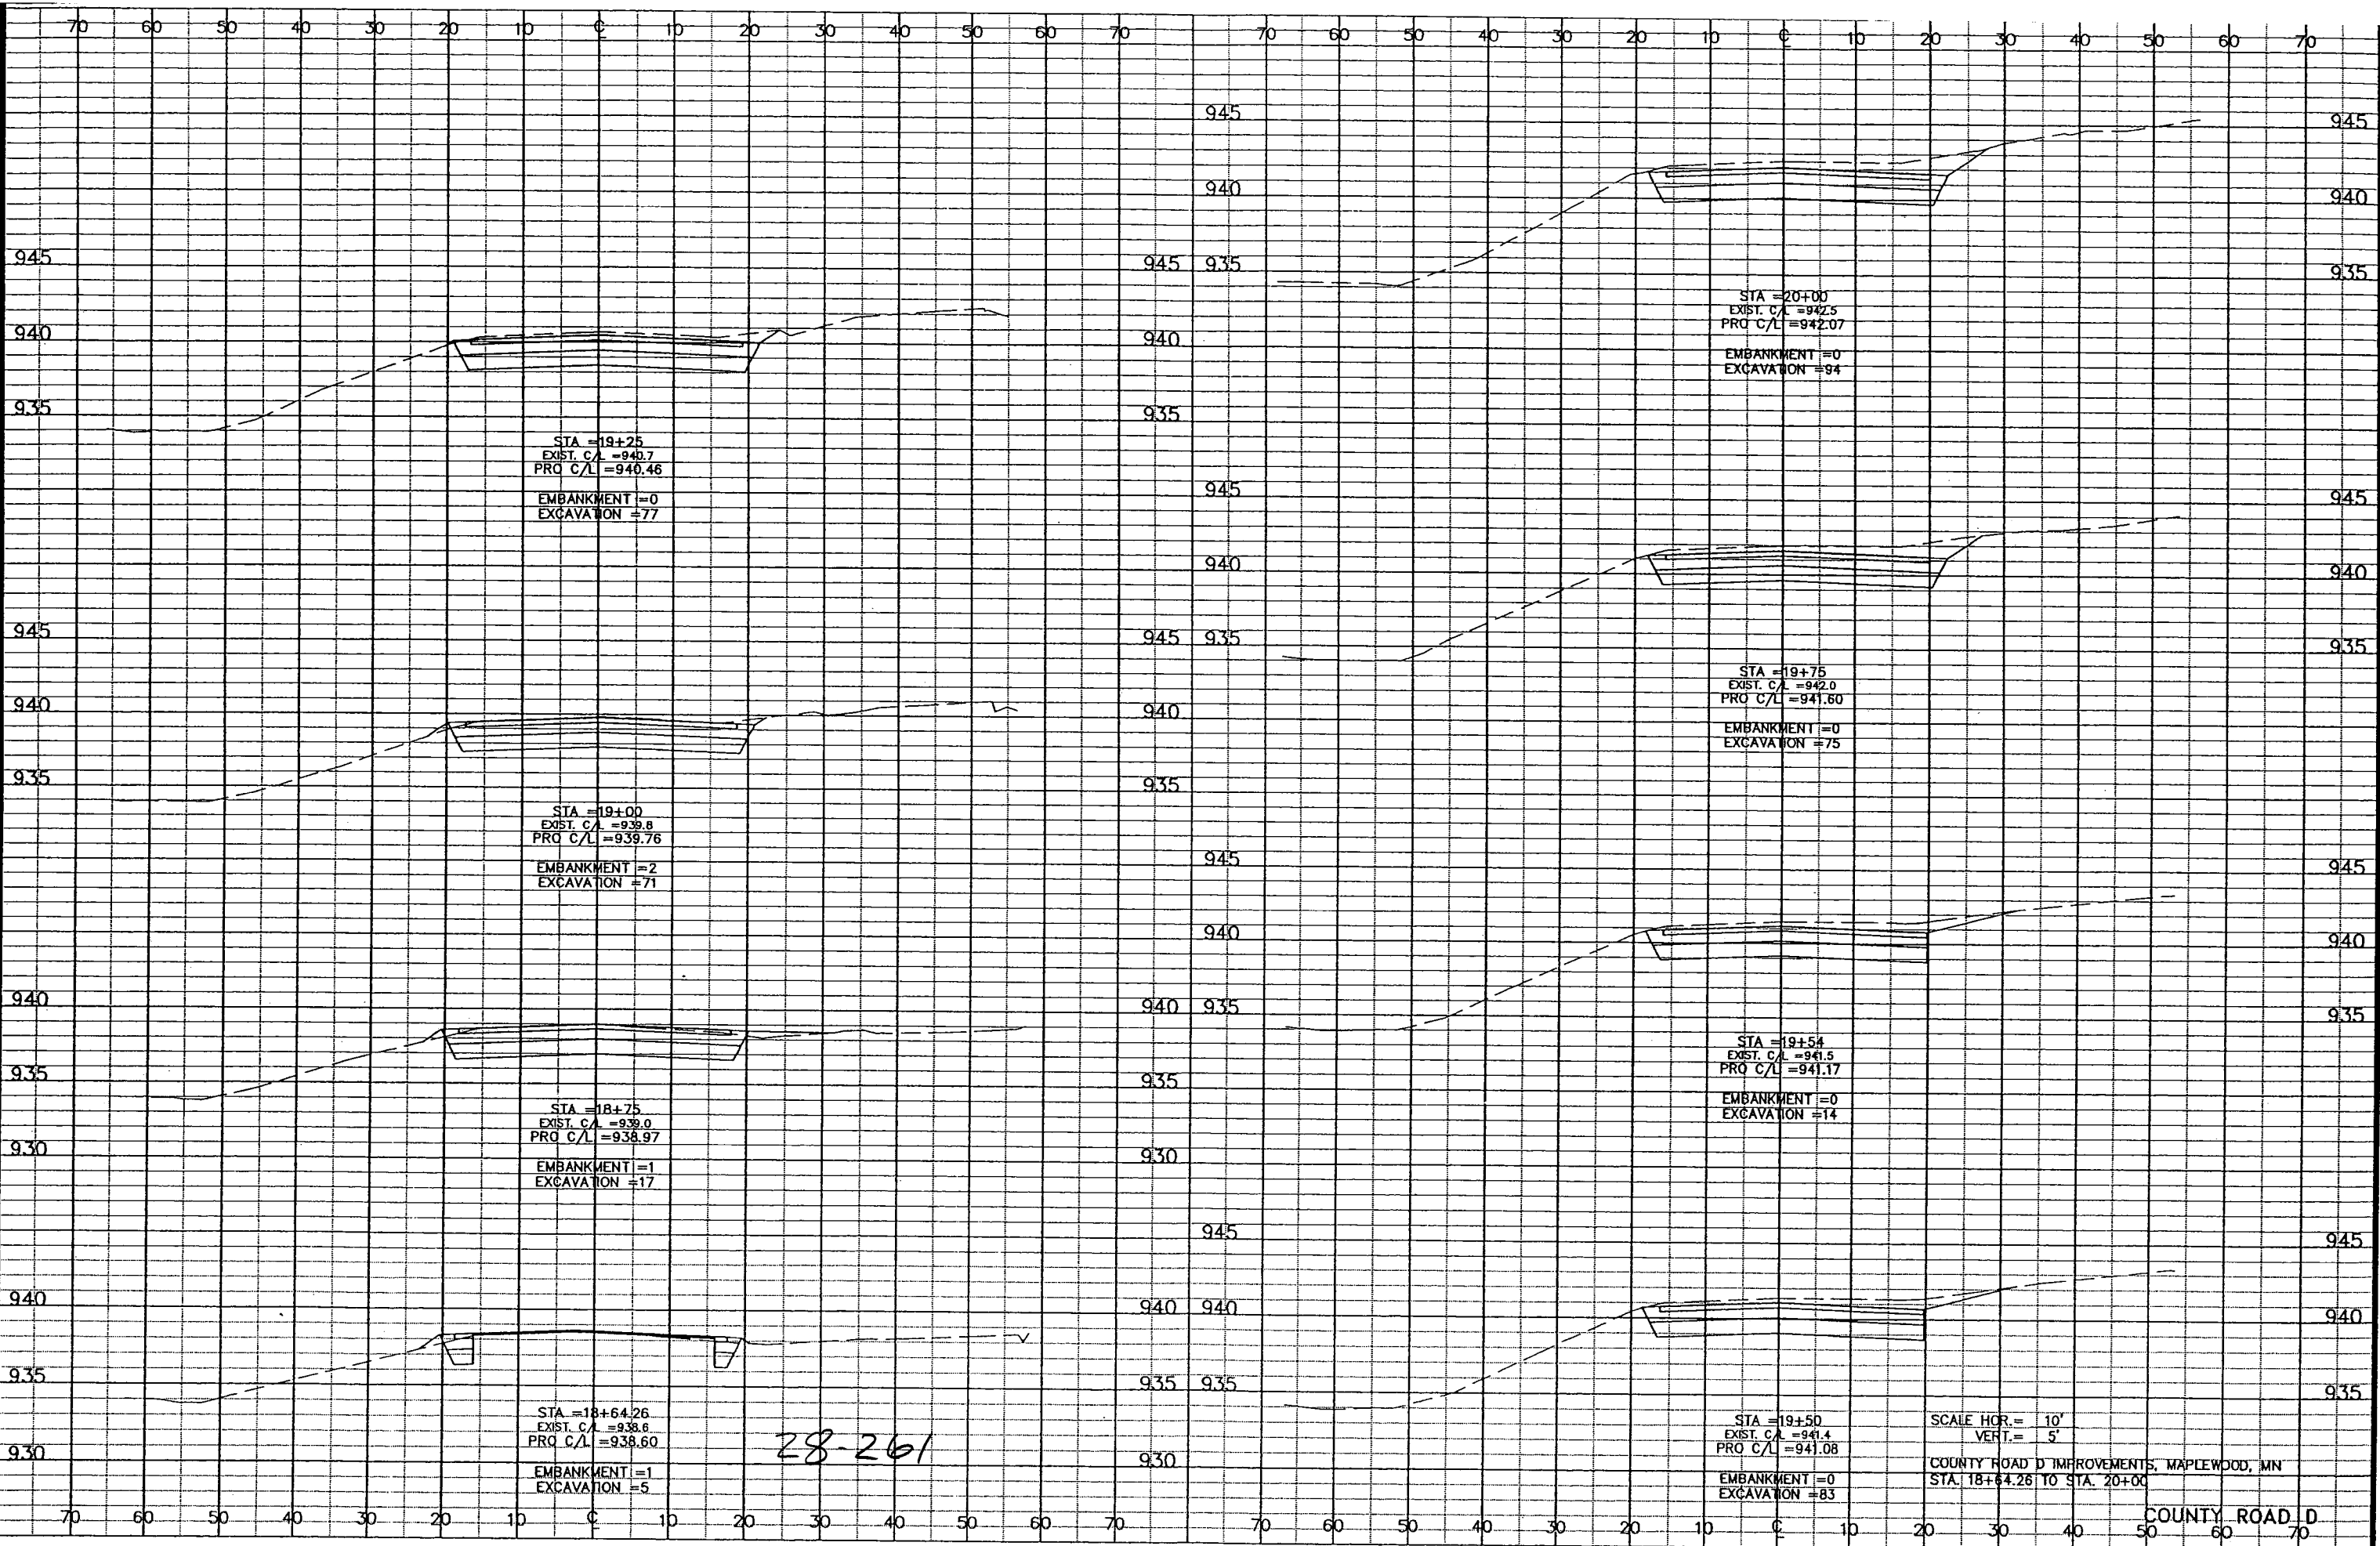 70 60 50 40 30 20 10 C̵L 10 20 30 40 50 60 70 70 60 50 40 30 20 10 C̵L 10 20 30 40 50 60 70
945
940
935
STA =19+25
EXIST. C/L =940.7
PRO C/L =940.46
EMBANKMENT =0
EXCAVATION =77
945
940
935
945
940
935
STA =19+00
EXIST. C/L =939.8
PRO C/L =939.76
EMBANKMENT =2
EXCAVATION =71
945
940
935
940
935
930
STA =18+75
EXIST. C/L =939.0
PRO C/L =938.97
EMBANKMENT =1
EXCAVATION =17
940
935
930
940
935
930
STA =18+64.26
EXIST. C/L =938.6
PRO C/L =938.60
EMBANKMENT =1
EXCAVATION =5
940
935
930
28-261
945
940
935
STA =20+00
EXIST. C/L =942.5
PRO C/L =942.07
EMBANKMENT =0
EXCAVATION =94
945
940
935
945
940
935
STA =19+75
EXIST. C/L =942.0
PRO C/L =941.60
EMBANKMENT =0
EXCAVATION =75
945
940
935
945
940
935
STA =19+54
EXIST. C/L =941.5
PRO C/L =941.17
EMBANKMENT =0
EXCAVATION =14
945
940
935
945
940
935
STA =19+50
EXIST. C/L =941.4
PRO C/L =941.08
EMBANKMENT =0
EXCAVATION =83
945
940
935
SCALE HOR.= 10'
VERT.= 5'
COUNTY ROAD D IMPROVEMENTS, MAPLEWOOD, MN
STA. 18+64.26 TO STA. 20+00
COUNTY ROAD D
70 60 50 40 30 20 10 C̵L 10 20 30 40 50 60 70 70 60 50 40 30 20 10 C̵L 10 20 30 40 50 60 70